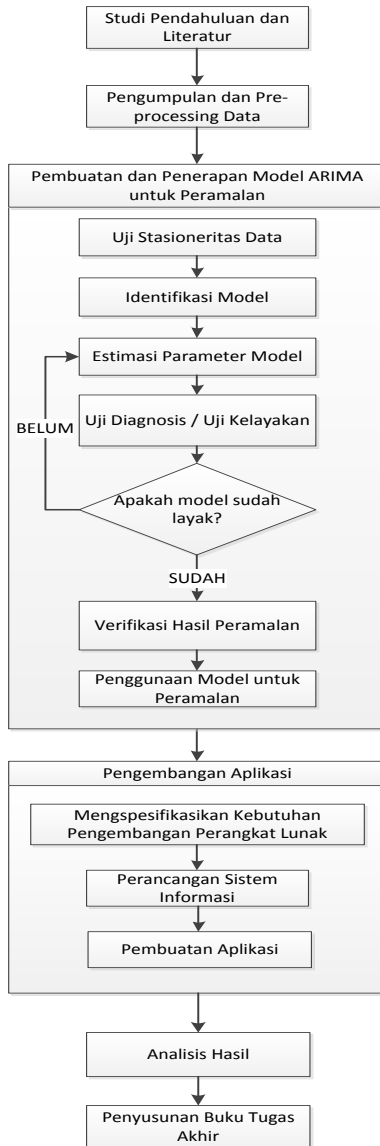 Studi Pendahuluan dan
Literatur
Pengumpulan dan Pre-
processing Data
Pembuatan dan Penerapan Model ARIMA
untuk Peramalan
Uji Stasioneritas Data
Identifikasi Model
Estimasi Parameter Model
BELUM
Uji Diagnosis / Uji Kelayakan
Apakah model sudah
layak?
SUDAH
Verifikasi Hasil Peramalan
Penggunaan Model untuk
Peramalan
Pengembangan Aplikasi
Mengspesifikasikan Kebutuhan
Pengembangan Perangkat Lunak
Perancangan Sistem
Informasi
Pembuatan Aplikasi
Analisis Hasil
Penyusunan Buku Tugas
Akhir